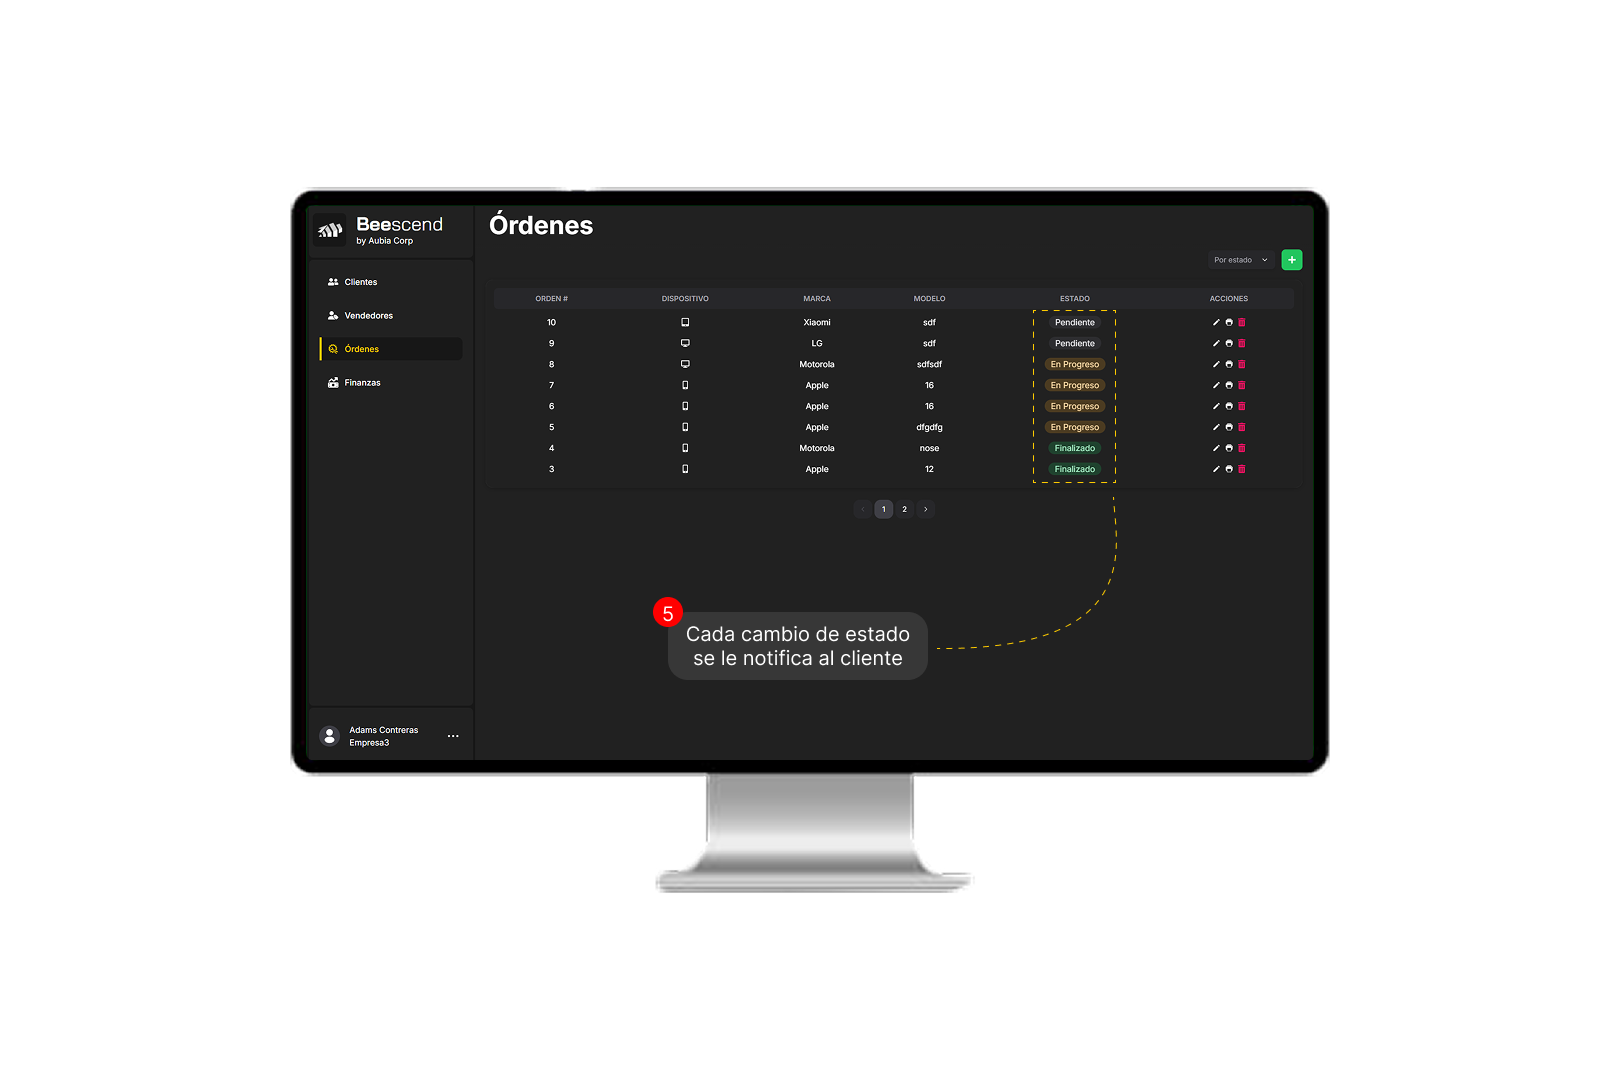 Beescend
by Aubia Corp
Clientes
Vendedores
Órdenes
Finanzas
Adams Contreras
Empresa3
Órdenes
Por estado
ORDEN # DISPOSITIVO MARCA MODELO ESTADO ACCIONES
10 Xiaomi sdf Pendiente
9 LG sdf Pendiente
8 Motorola sdfsdf En Progreso
7 Apple 16 En Progreso
6 Apple 16 En Progreso
5 Apple dfgdfg En Progreso
4 Motorola nose Finalizado
3 Apple 12 Finalizado
1 2
5
Cada cambio de estado
se le notifica al cliente